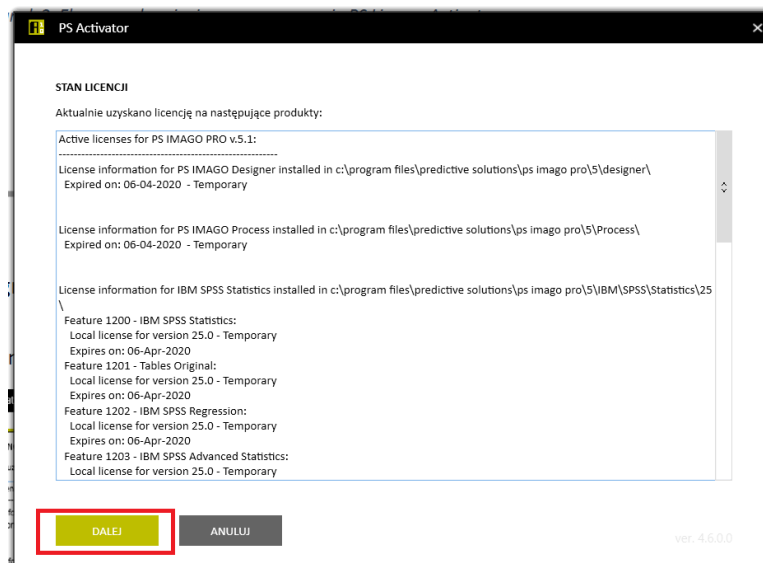 PS Activator
STAN LICENCJI
Aktualnie uzyskano licencję na następujące produkty:
Active licenses for PS IMAGO PRO v.5.1:
----------------------------------------------------------
License information for PS IMAGO Designer installed in c:\program files\predictive solutions\ps imago pro\5\designer\
Expired on: 06-04-2020 - Temporary
License information for PS IMAGO Process installed in c:\program files\predictive solutions\ps imago pro\5\Process\
Expired on: 06-04-2020 - Temporary
License information for IBM SPSS Statistics installed in c:\program files\predictive solutions\ps imago pro\5\IBM\SPSS\Statistics\25
\
Feature 1200 - IBM SPSS Statistics:
Local license for version 25.0 - Temporary
Expires on: 06-Apr-2020
Feature 1201 - Tables Original:
Local license for version 25.0 - Temporary
Expires on: 06-Apr-2020
Feature 1202 - IBM SPSS Regression:
Local license for version 25.0 - Temporary
Expires on: 06-Apr-2020
Feature 1203 - IBM SPSS Advanced Statistics:
Local license for version 25.0 - Temporary
DALEJ
ANULUJ
ver. 4.6.0.0